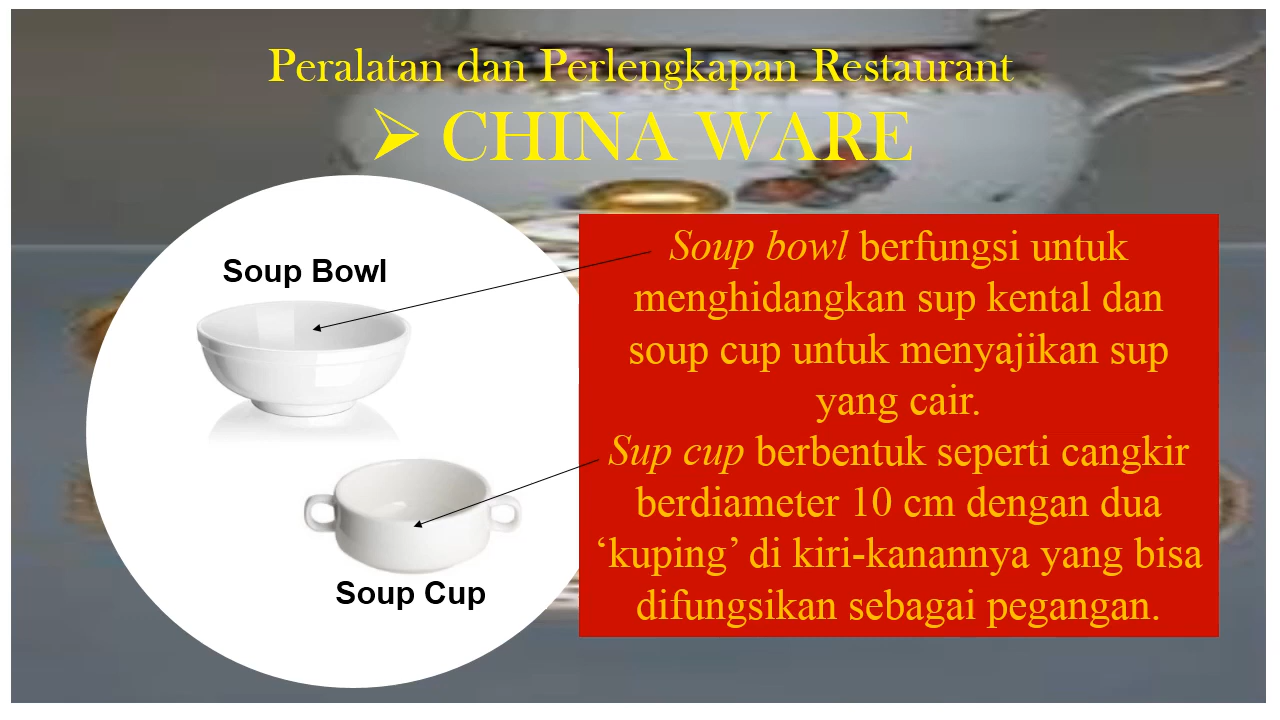 Peralatan dan Perlengkapan Restaurant
➢ CHINA WARE
Soup Bowl
Soup Cup
Soup bowl berfungsi untuk
menghidangkan sup kental dan
soup cup untuk menyajikan sup
yang cair.
Sup cup berbentuk seperti cangkir
berdiameter 10 cm dengan dua
‘kuping’ di kiri-kanannya yang bisa
difungsikan sebagai pegangan.